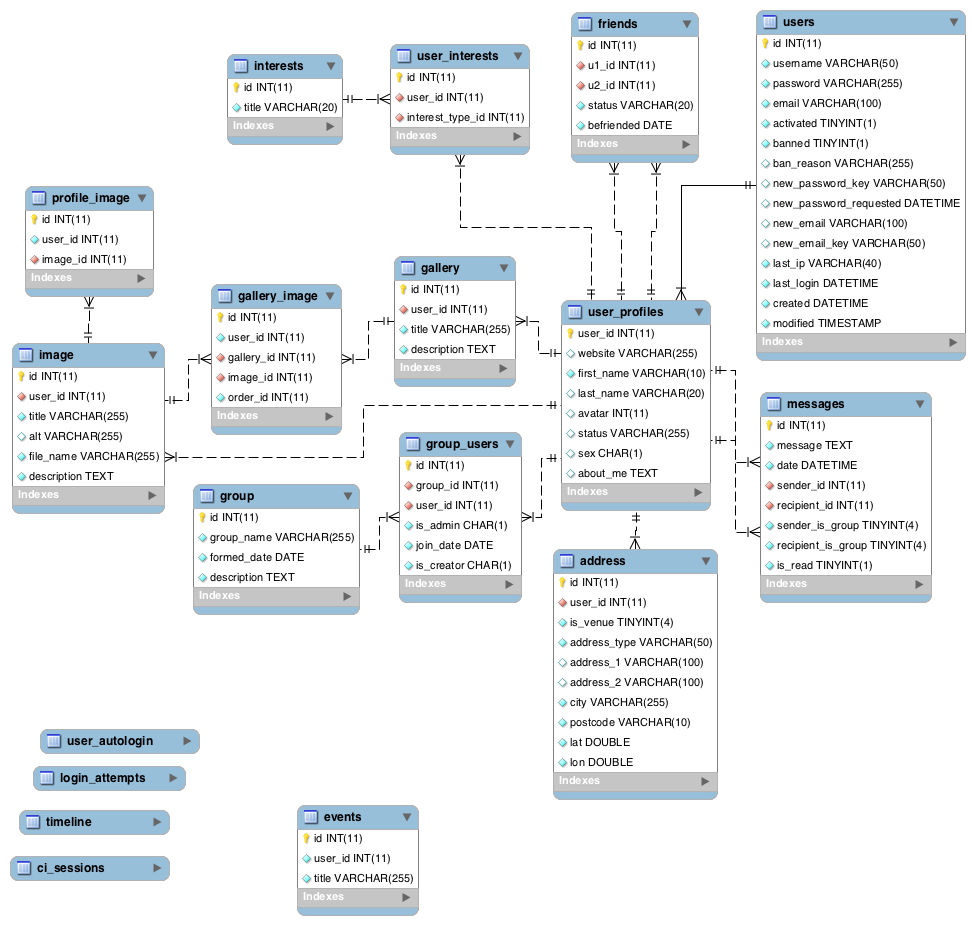 friends
id INT(11)
u1_id INT(11)
u2_id INT(11)
status VARCHAR(20)
befriended DATE
Indexes
users
id INT(11)
username VARCHAR(50)
password VARCHAR(255)
email VARCHAR(100)
activated TINYINT(1)
banned TINYINT(1)
ban_reason VARCHAR(255)
new_password_key VARCHAR(50)
new_password_requested DATETIME
new_email VARCHAR(100)
new_email_key VARCHAR(50)
last_ip VARCHAR(40)
last_login DATETIME
created DATETIME
modified TIMESTAMP
Indexes
interests
id INT(11)
title VARCHAR(20)
Indexes
user_interests
id INT(11)
user_id INT(11)
interest_type_id INT(11)
Indexes
profile_image
id INT(11)
user_id INT(11)
image_id INT(11)
Indexes
gallery_image
id INT(11)
user_id INT(11)
gallery_id INT(11)
image_id INT(11)
order_id INT(11)
Indexes
gallery
id INT(11)
user_id INT(11)
title VARCHAR(255)
description TEXT
Indexes
user_profiles
user_id INT(11)
website VARCHAR(255)
first_name VARCHAR(10)
last_name VARCHAR(20)
avatar INT(11)
status VARCHAR(255)
sex CHAR(1)
about_me TEXT
Indexes
image
id INT(11)
user_id INT(11)
title VARCHAR(255)
alt VARCHAR(255)
file_name VARCHAR(255)
description TEXT
Indexes
messages
id INT(11)
message TEXT
date DATETIME
sender_id INT(11)
recipient_id INT(11)
sender_is_group TINYINT(4)
recipient_is_group TINYINT(4)
is_read TINYINT(1)
Indexes
group_users
id INT(11)
group_id INT(11)
user_id INT(11)
is_admin CHAR(1)
join_date DATE
is_creator CHAR(1)
Indexes
group
id INT(11)
group_name VARCHAR(255)
formed_date DATE
description TEXT
Indexes
address
id INT(11)
user_id INT(11)
is_venue TINYINT(4)
address_type VARCHAR(50)
address_1 VARCHAR(100)
address_2 VARCHAR(100)
city VARCHAR(255)
postcode VARCHAR(10)
lat DOUBLE
lon DOUBLE
Indexes
user_autologin
login_attempts
timeline
ci_sessions
events
id INT(11)
user_id INT(11)
title VARCHAR(255)
Indexes